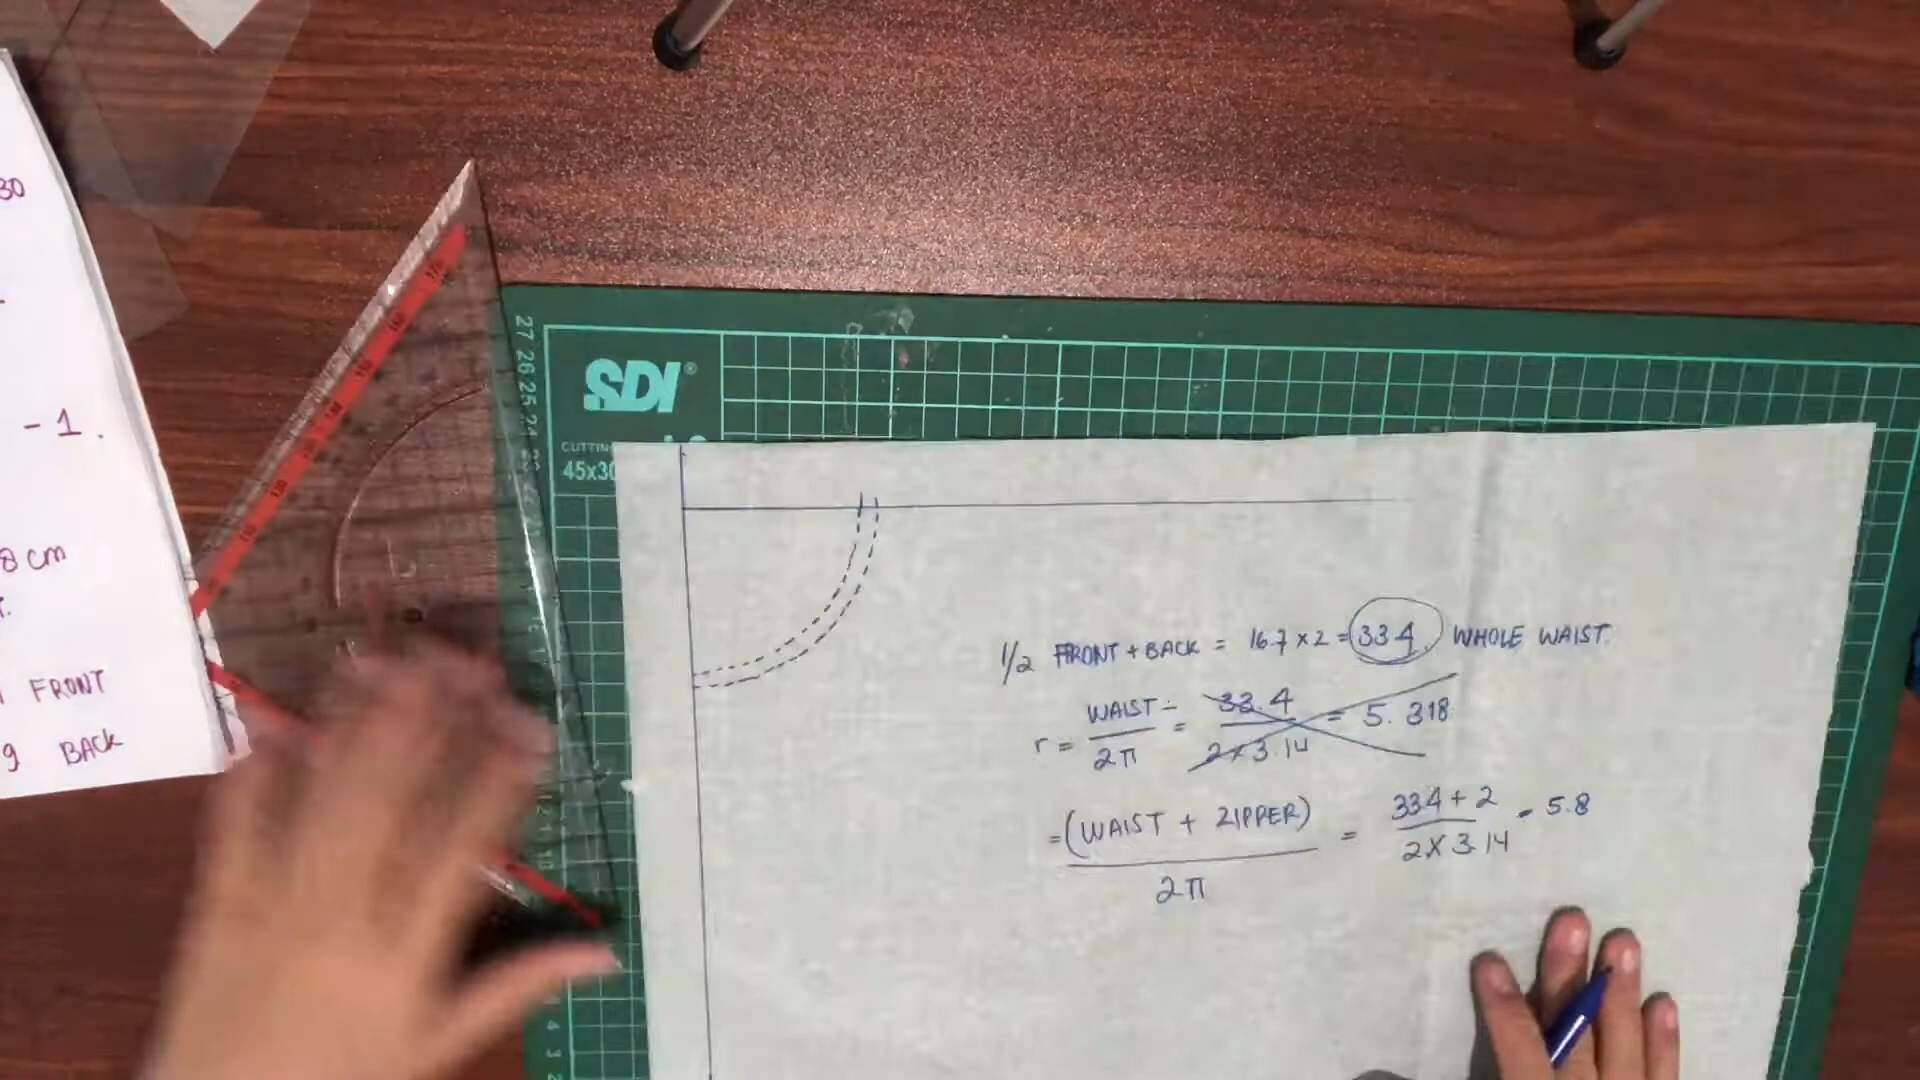 30
- 1.
8 cm
T.
FRONT
g BACK
SDI®
CUTTIN
45x30
27 26 25 24
1/2 FRONT + BACK = 16.7 x 2 = 33.4 WHOLE WAIST.
r = WAIST / 2π = 33.4 / 2 x 3.14 = 5.318
= (WAIST + ZIPPER) / 2π = 33.4 + 2 / 2 x 3.14 = 5.8